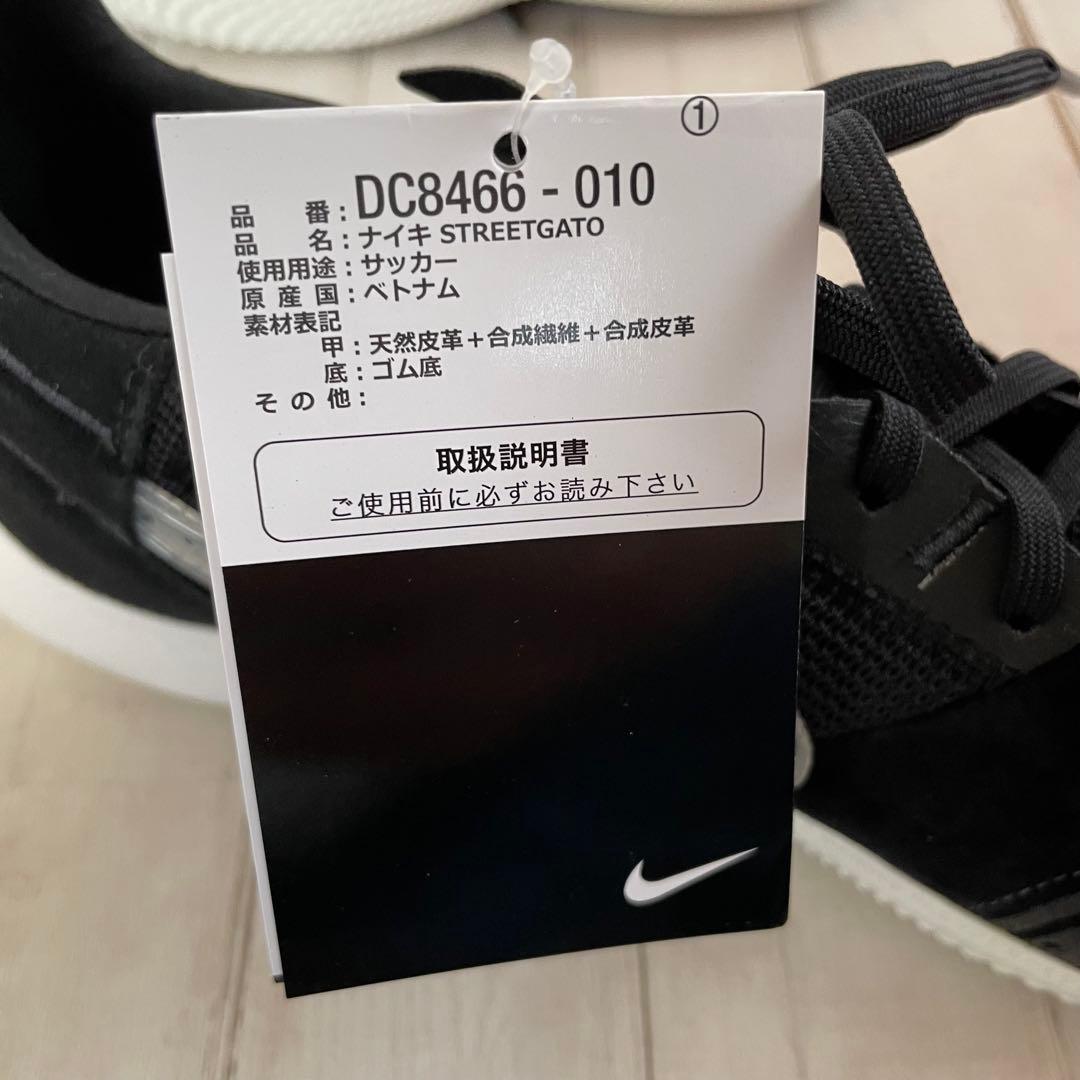 ①
品 番:DC8466 - 010
品 名:ナイキ STREETGATO
使用用途:サッカー
原産国:ベトナム
素材表記
甲:天然皮革+合成繊維+合成皮革
底:ゴム底
その他:
取扱説明書
ご使用前に必ずお読み下さい